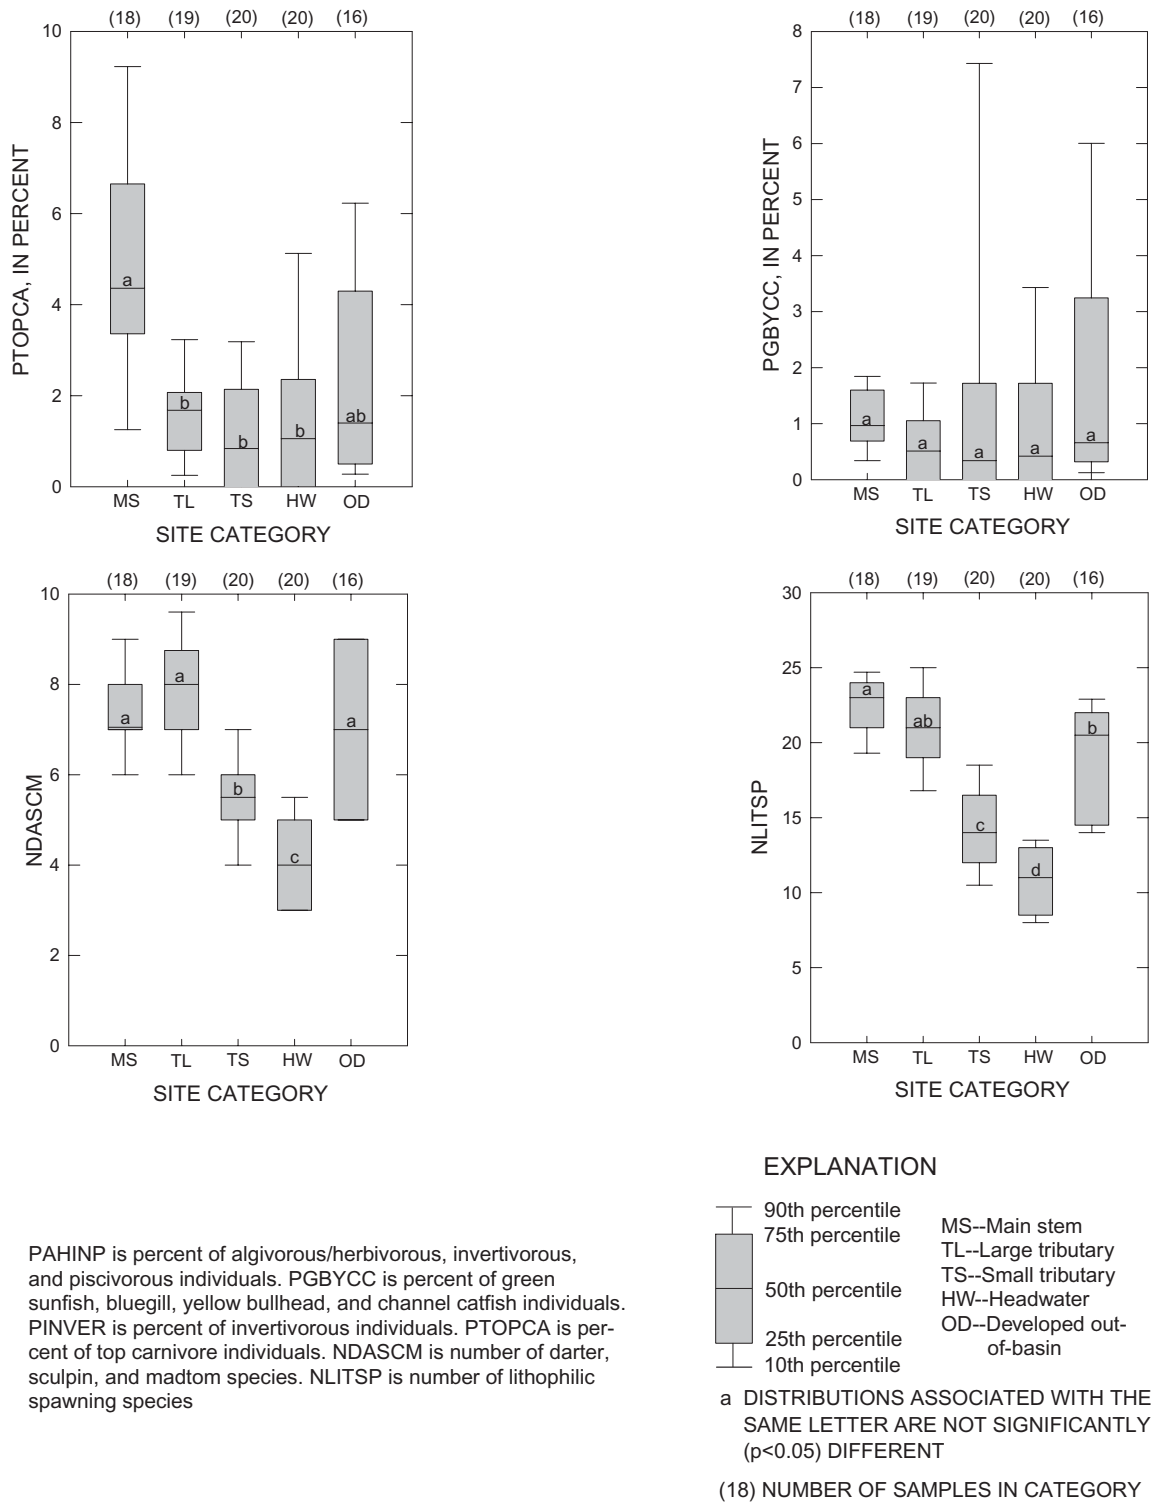 (18) (19) (20) (20) (16)
10
8
6
4
2
0
PTOPCA, IN PERCENT
a
b
b
b
ab
MS TL TS HW OD
SITE CATEGORY
(18) (19) (20) (20) (16)
8
7
6
5
4
3
2
1
0
PGBYCC, IN PERCENT
a
a
a
a
a
MS TL TS HW OD
SITE CATEGORY
(18) (19) (20) (20) (16)
10
8
6
4
2
0
NDASCM
a
a
b
c
a
MS TL TS HW OD
SITE CATEGORY
(18) (19) (20) (20) (16)
30
25
20
15
10
5
0
NLITSP
a
ab
c
d
b
MS TL TS HW OD
SITE CATEGORY
PAHINP is percent of algivorous/herbivorous, invertivorous,
and piscivorous individuals. PGBYCC is percent of green
sunfish, bluegill, yellow bullhead, and channel catfish individuals.
PINVER is percent of invertivorous individuals. PTOPCA is per-
cent of top carnivore individuals. NDASCM is number of darter,
sculpin, and madtom species. NLITSP is number of lithophilic
spawning species
EXPLANATION
90th percentile
75th percentile
50th percentile
25th percentile
10th percentile
MS--Main stem
TL--Large tributary
TS--Small tributary
HW--Headwater
OD--Developed out-
of-basin
a DISTRIBUTIONS ASSOCIATED WITH THE
SAME LETTER ARE NOT SIGNIFICANTLY
(p<0.05) DIFFERENT
(18) NUMBER OF SAMPLES IN CATEGORY